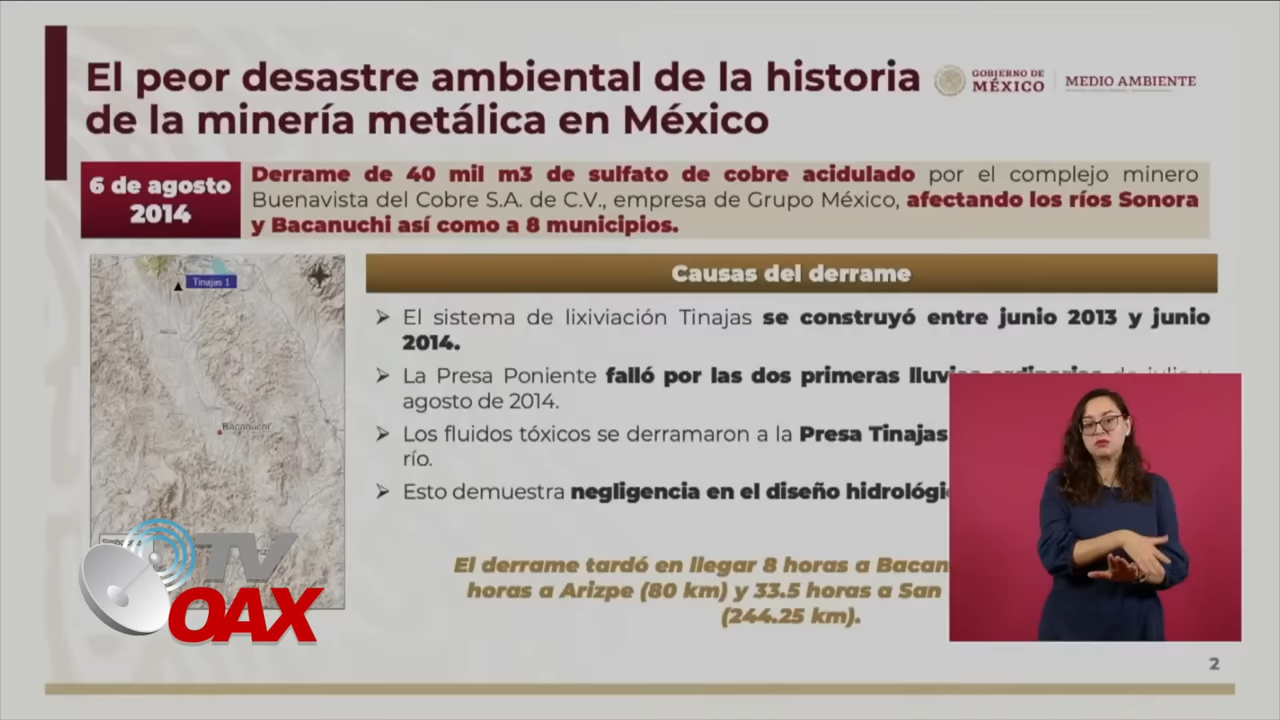 El peor desastre ambiental de la historia
de la minería metálica en México
GOBIERNO DE
MÉXICO
MEDIO AMBIENTE
6 de agosto
2014
Derrame de 40 mil m3 de sulfato de cobre acidulado por el complejo minero
Buenavista del Cobre S.A. de C.V., empresa de Grupo México, afectando los ríos Sonora
y Bacanuchi así como a 8 municipios.
Tinajas 1
Bacanuchi
Causas del derrame
➤ El sistema de lixiviación Tinajas se construyó entre junio 2013 y junio
2014.
➤ La Presa Poniente falló por las dos primeras
agosto de 2014.
➤ Los fluidos tóxicos se derramaron a la Presa Tinajas
río.
➤ Esto demuestra negligencia en el diseño
El derrame tardó en llegar 8 horas a
horas a Arizpe (80 km) y 33.5 horas a San
(244.25 km).
TV
OAX
2